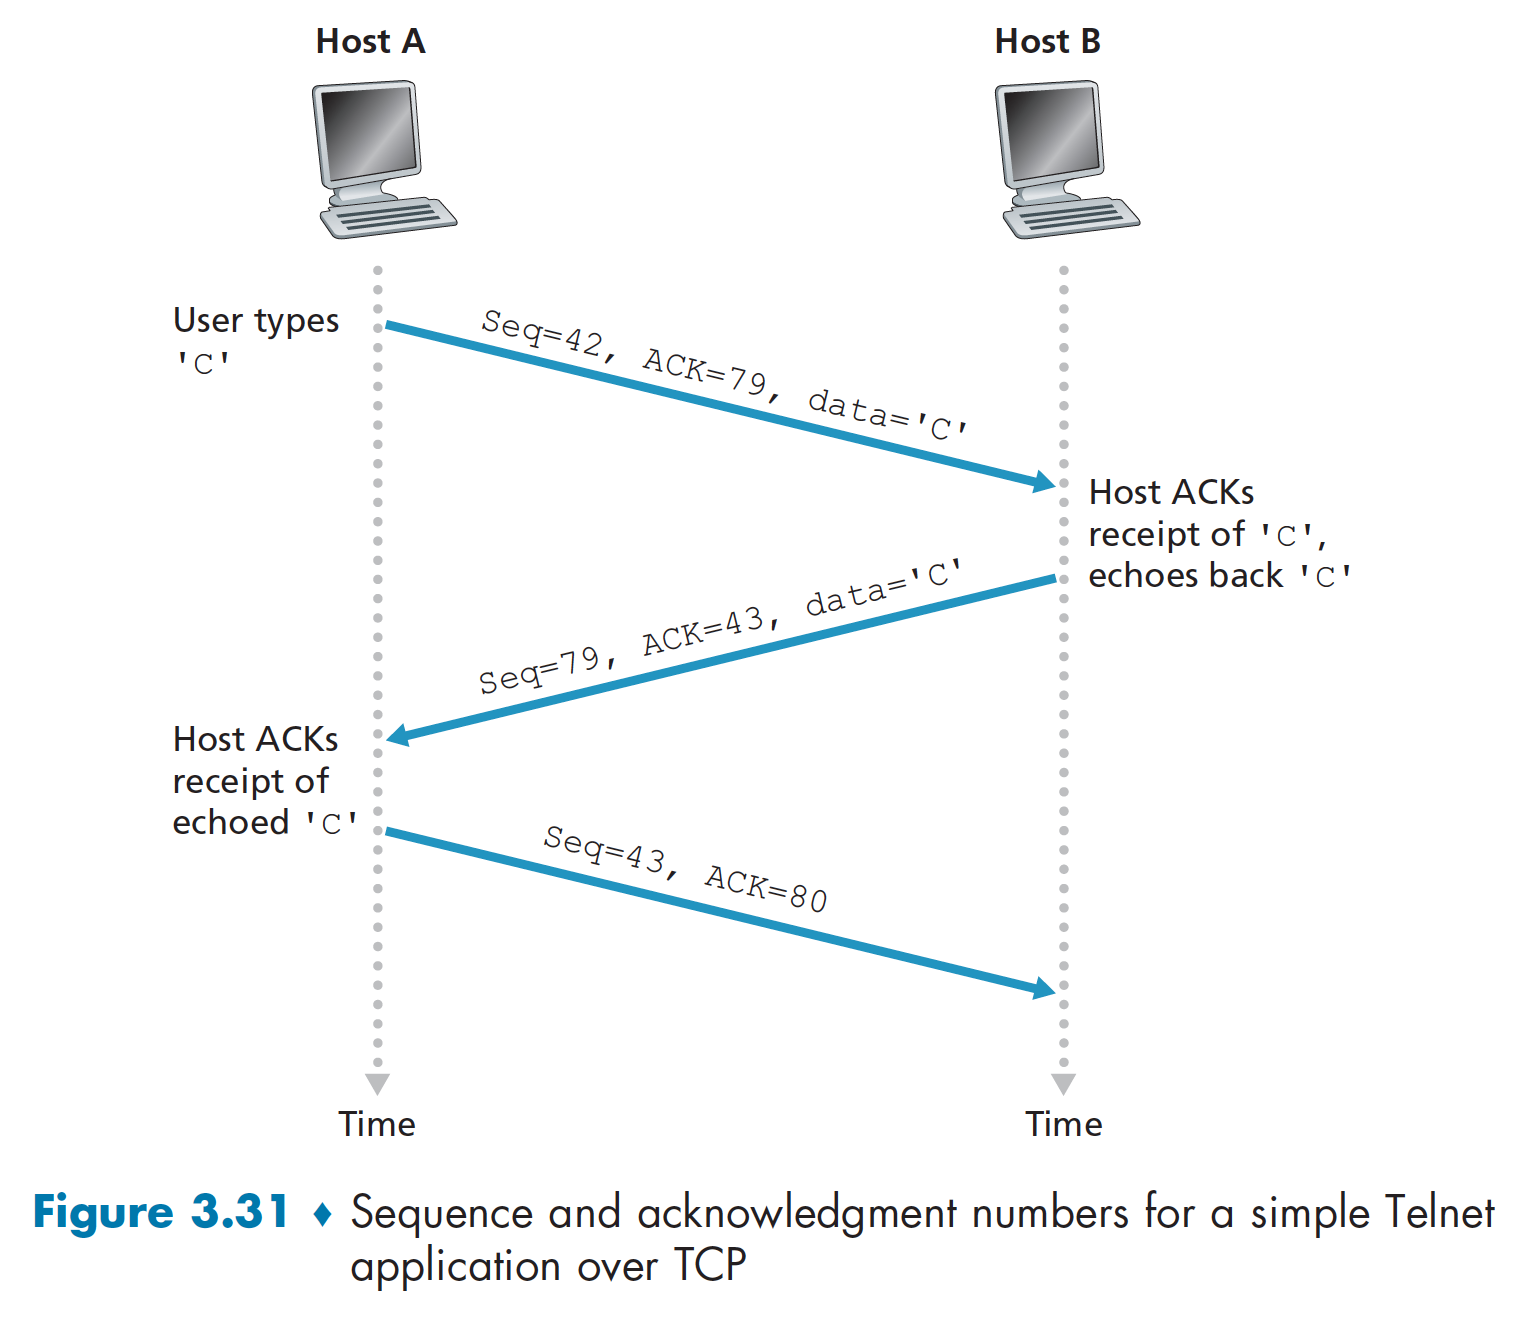 Host A
Host B
User types
'C'
Seq=42, ACK=79, data='C'
Host ACKs
receipt of 'C',
echoes back 'C'
Seq=79, ACK=43, data='C'
Host ACKs
receipt of
echoed 'C'
Seq=43, ACK=80
Time
Time
Figure 3.31 ♦ Sequence and acknowledgment numbers for a simple Telnet
application over TCP